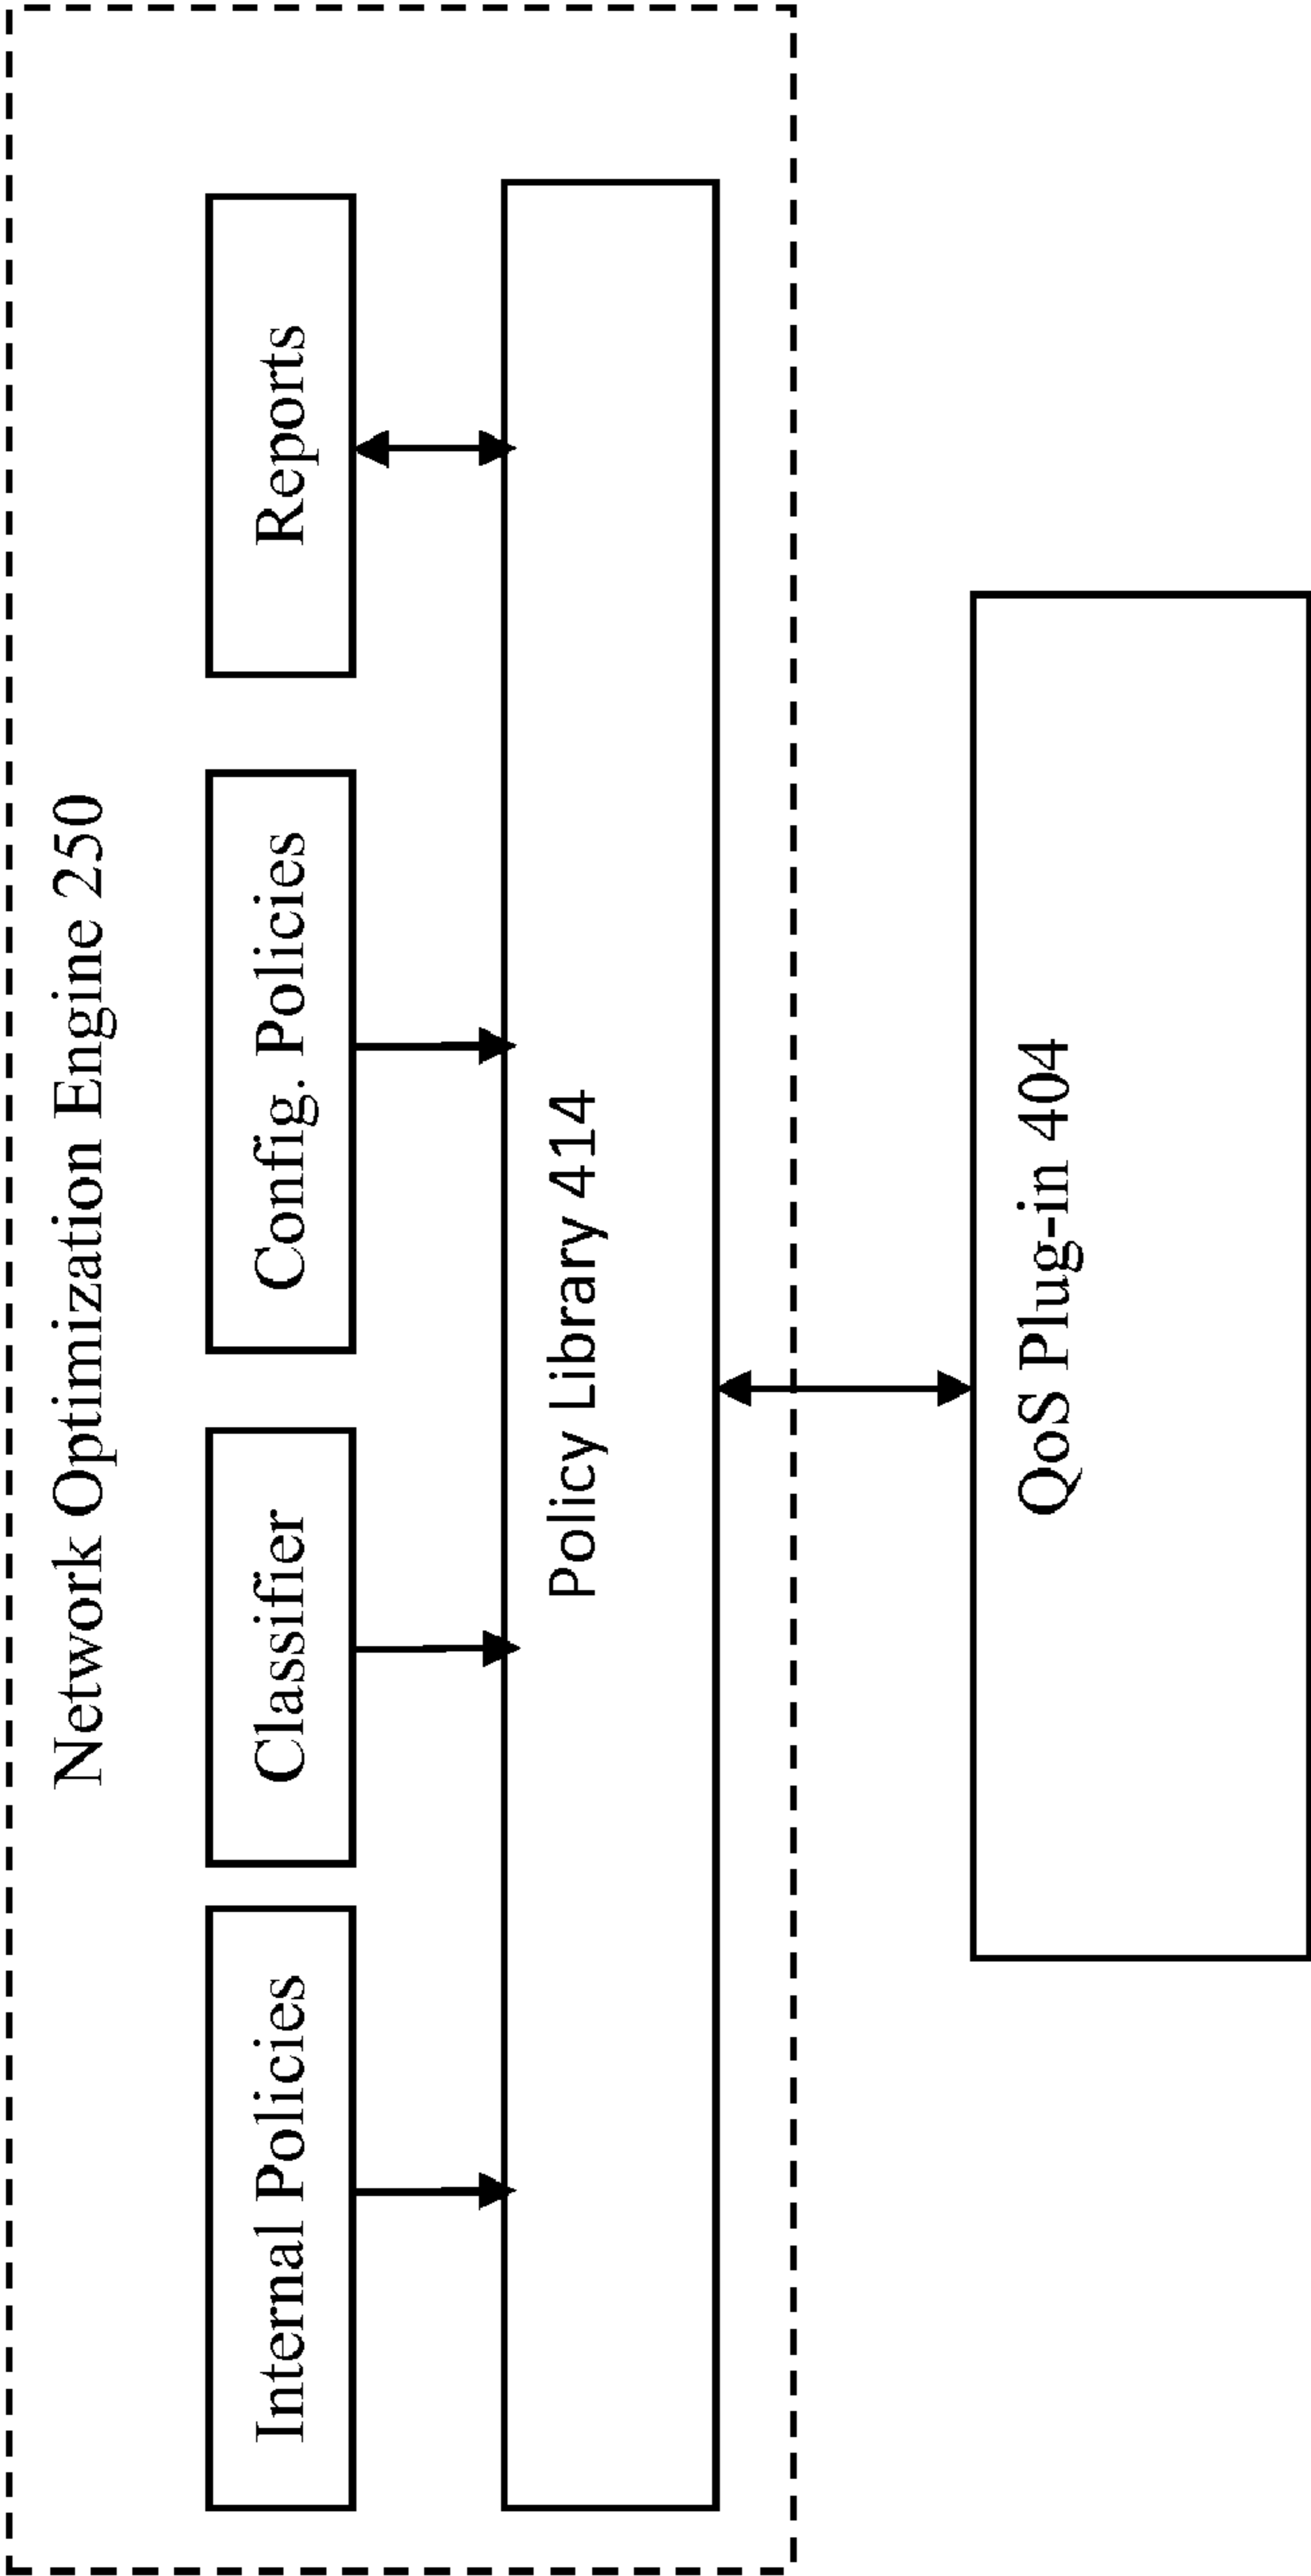 Network Optimization Engine 250
Internal Policies
Classifier
Config. Policies
Reports
Policy Library 414
QoS Plug-in 404